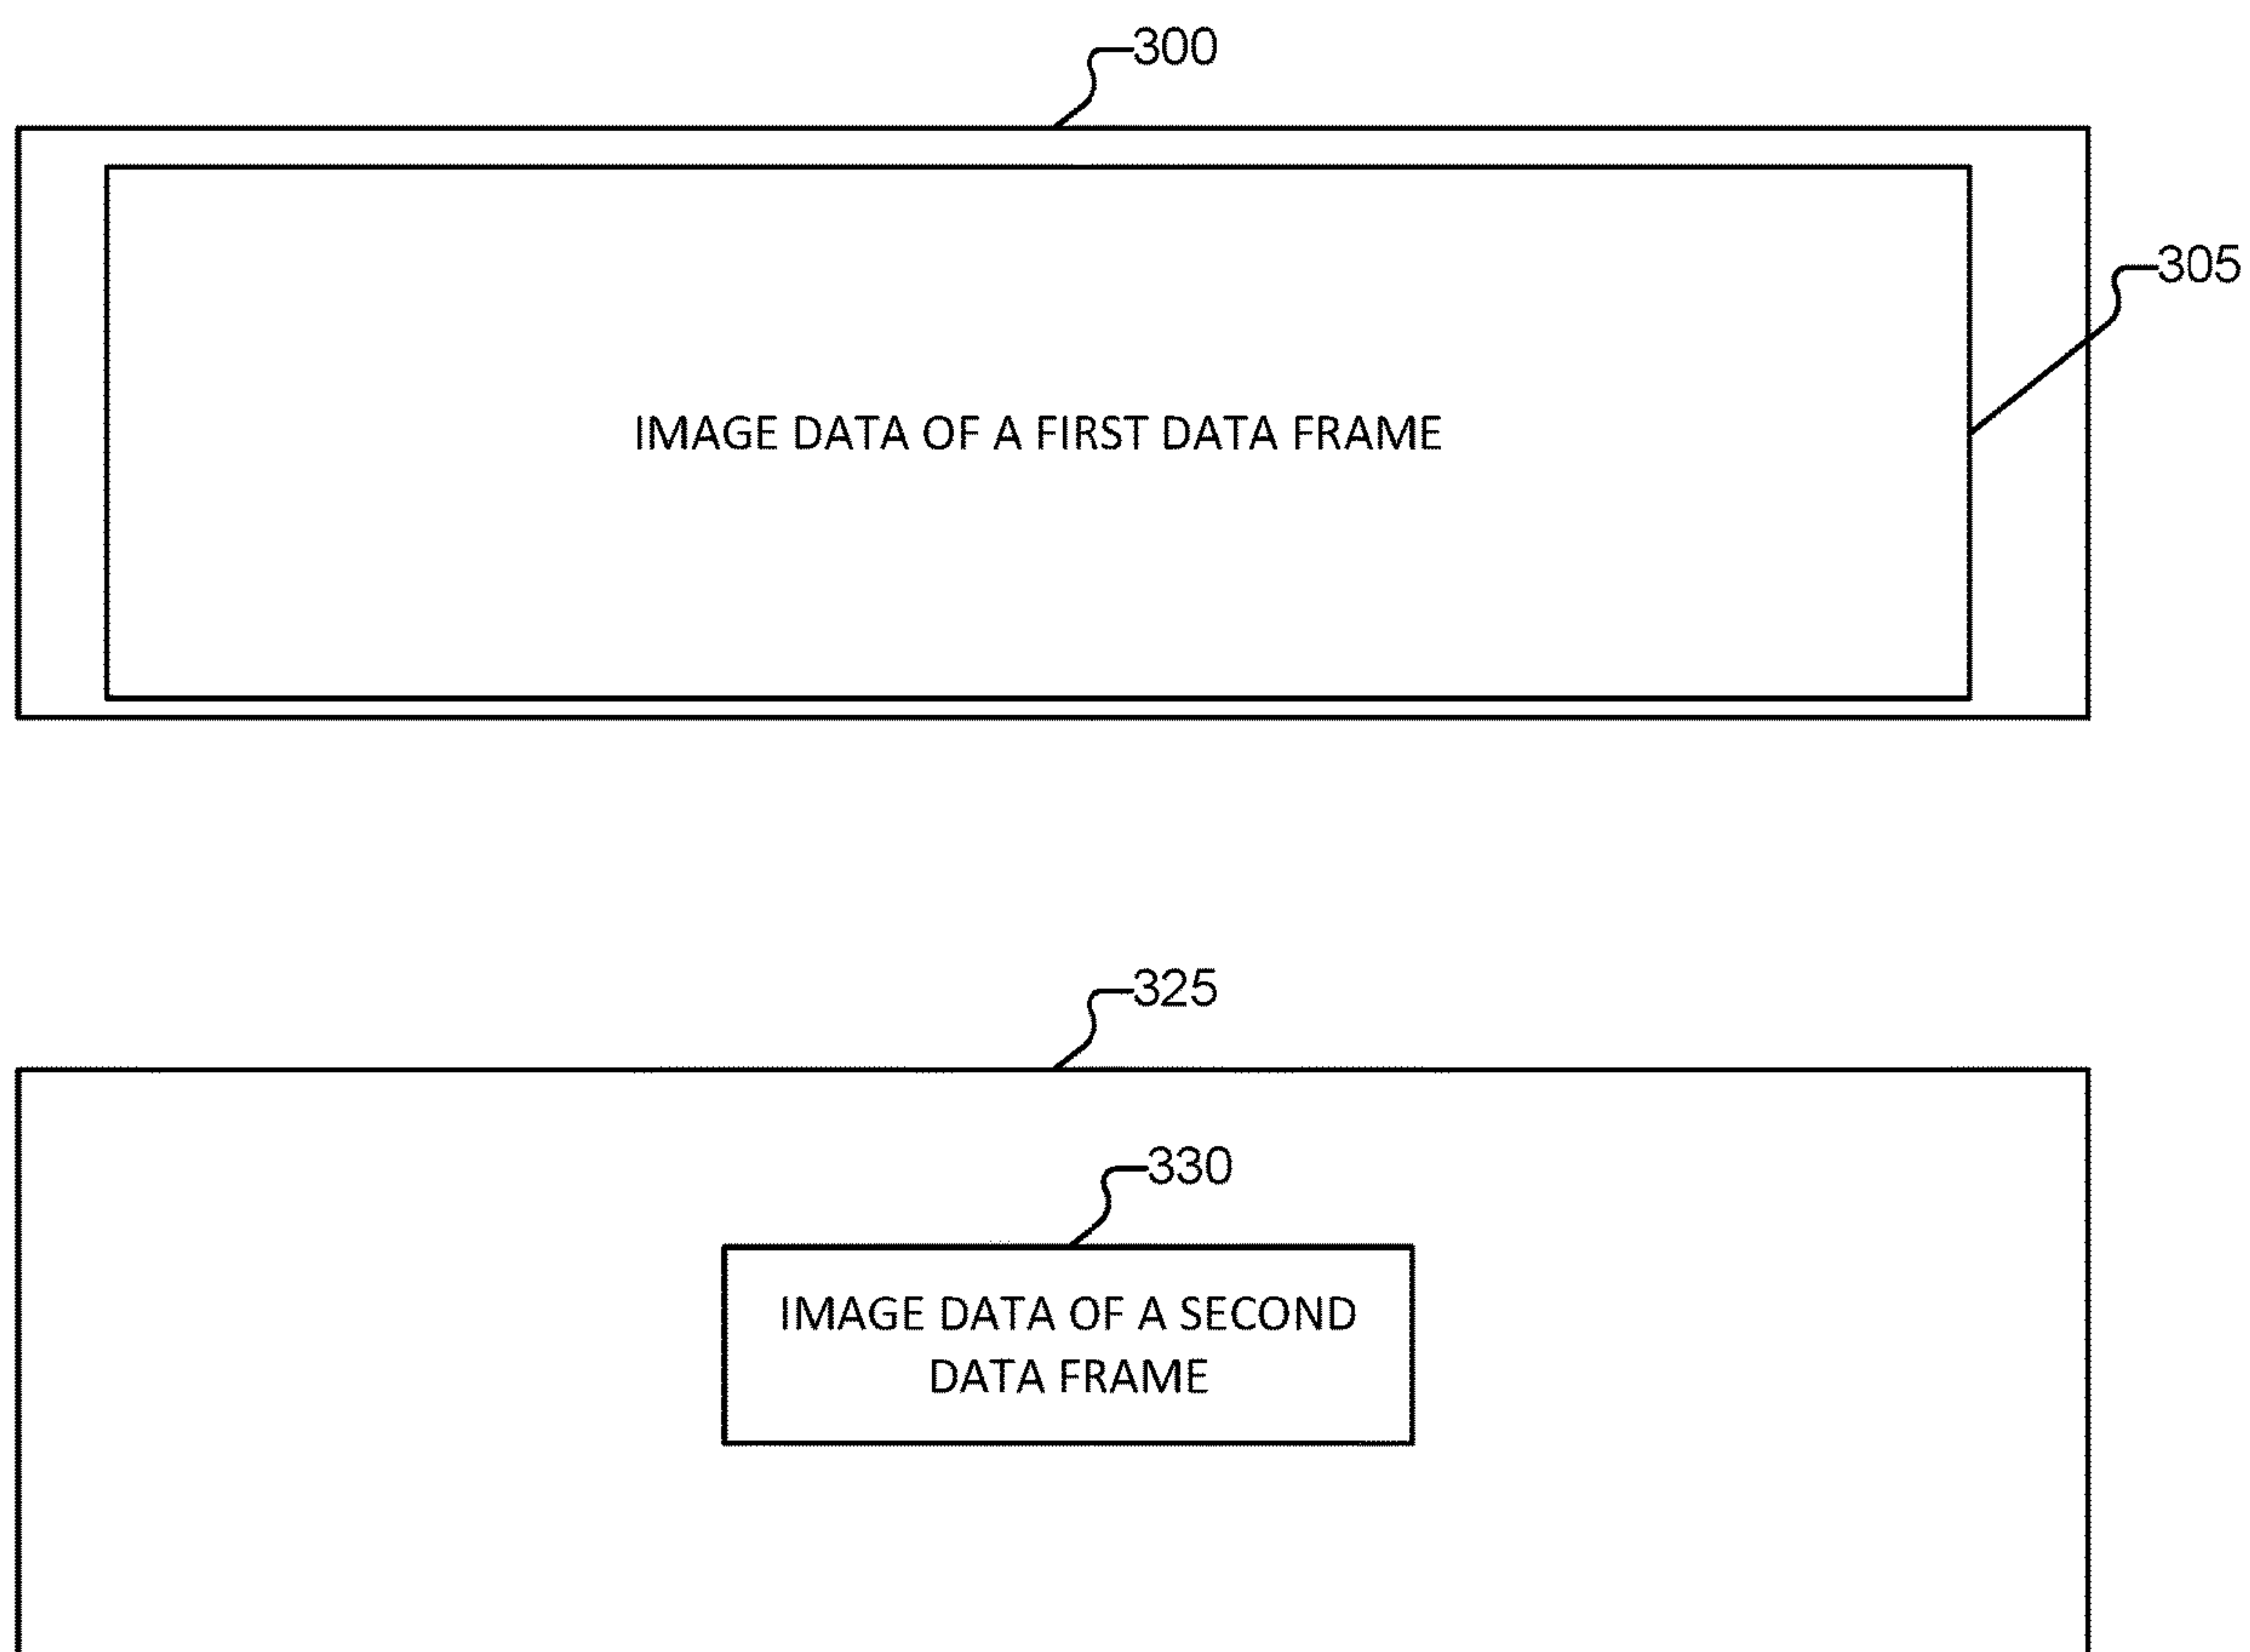 300
305
IMAGE DATA OF A FIRST DATA FRAME
325
330
IMAGE DATA OF A SECOND
DATA FRAME